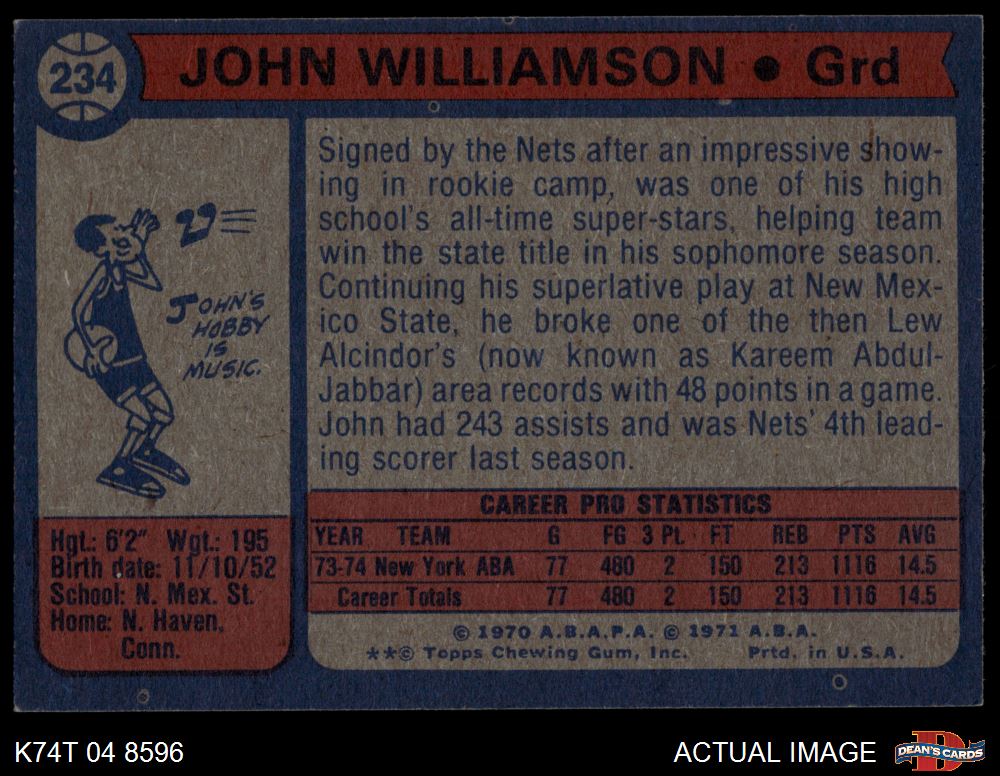 234
JOHN WILLIAMSON ● Grd
JOHN'S
HOBBY
IS
MUSIC.
Signed by the Nets after an impressive show-
ing in rookie camp, was one of his high
school's all-time super-stars, helping team
win the state title in his sophomore season.
Continuing his superlative play at New Mex-
ico State, he broke one of the then Lew
Alcindor's (now known as Kareem Abdul-
Jabbar) area records with 48 points in a game.
John had 243 assists and was Nets' 4th lead-
ing scorer last season.
Hgt.: 6'2" Wgt.: 195
Birth date: 11/10/52
School: N. Mex. St.
Home: N. Haven,
Conn.
CAREER PRO STATISTICS
YEAR TEAM G FG 3 Pt. FT REB PTS AVG
73-74 New York ABA 77 480 2 150 213 1116 14.5
Career Totals 77 480 2 150 213 1116 14.5
© 1970 A.B.A.P.A. © 1971 A.B.A.
**© Topps Chewing Gum, Inc. Prtd. in U.S.A.
K74T 04 8596
ACTUAL IMAGE
DEAN'S CARDS